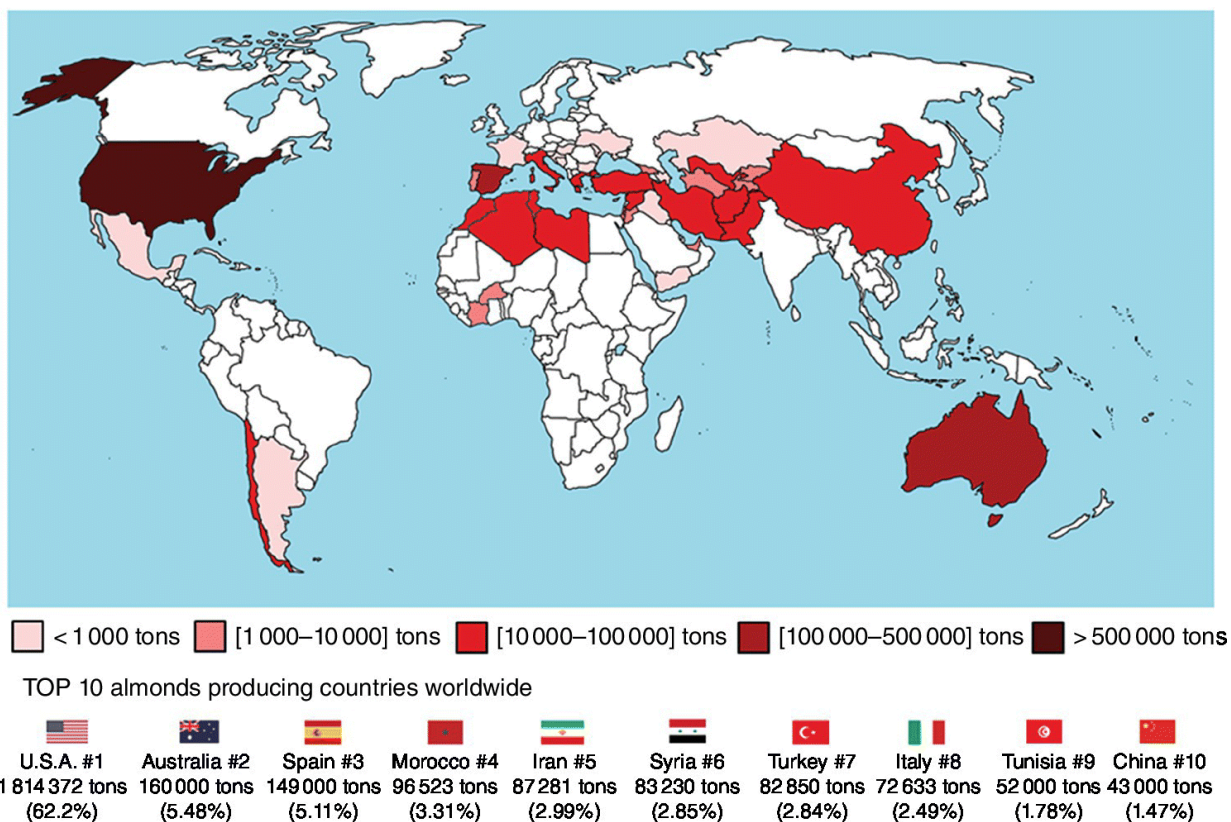 < 1 000 tons [1 000–10 000] tons [10 000–100 000] tons [100 000–500 000] tons > 500 000 tons
TOP 10 almonds producing countries worldwide
U.S.A. #1 Australia #2 Spain #3 Morocco #4 Iran #5 Syria #6 Turkey #7 Italy #8 Tunisia #9 China #10
1 814 372 tons 160 000 tons 149 000 tons 96 523 tons 87 281 tons 83 230 tons 82 850 tons 72 633 tons 52 000 tons 43 000 tons
(62.2%) (5.48%) (5.11%) (3.31%) (2.99%) (2.85%) (2.84%) (2.49%) (1.78%) (1.47%)